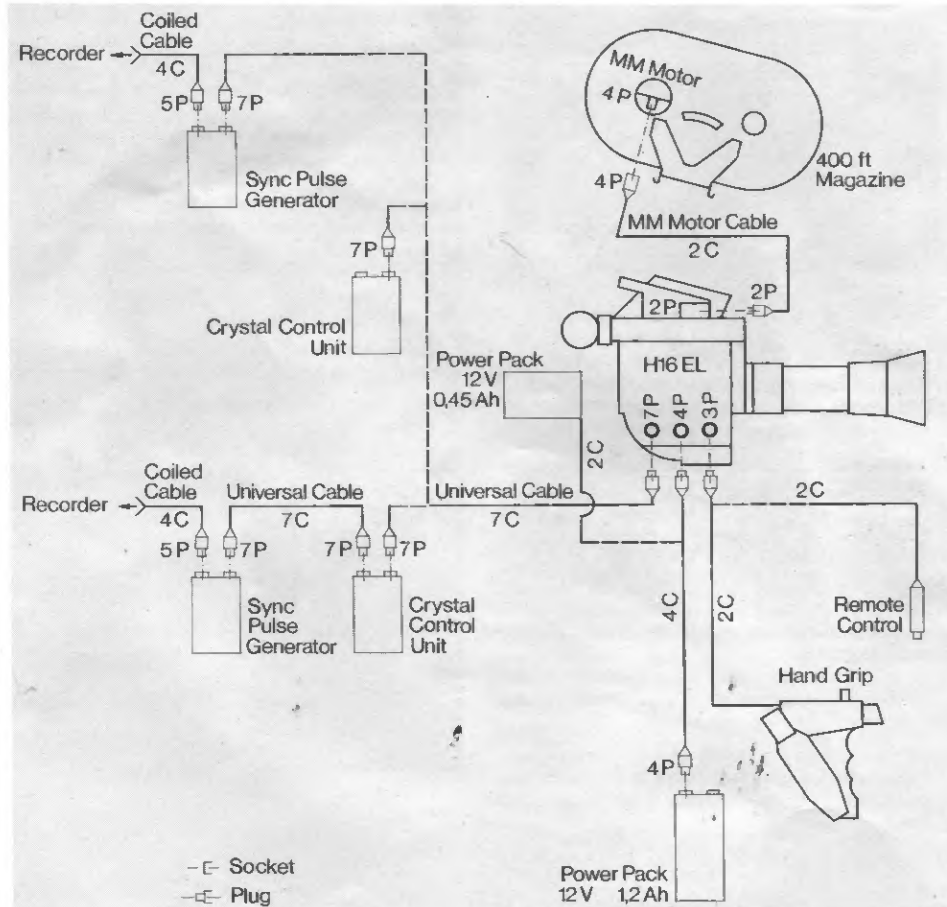 Coiled
Cable
Recorder
4C
5P
7P
Sync Pulse
Generator
7P
Crystal Control
Unit
MM Motor
4P
4P
400 ft
Magazine
MM Motor Cable
2C
2P
2P
H16 EL
7P
4P
3P
Power Pack
12V
0,45 Ah
2C
Coiled
Cable
Recorder
4C
Universal Cable
7C
Universal Cable
7C
5P
7P
7P
7P
Sync
Pulse
Generator
Crystal
Control
Unit
2C
4C
2C
Remote
Control
Hand Grip
4P
Power Pack
12V 1,2Ah
Socket
Plug